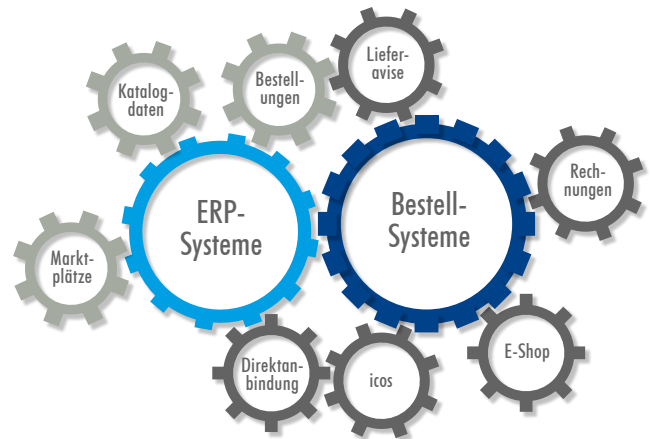 Liefer-
avise
Bestell-
ungen
Katalog-
daten
Rech-
nungen
ERP-
Systeme
Bestell-
Systeme
Markt-
plätze
E-Shop
Direktan-
bindung
icos